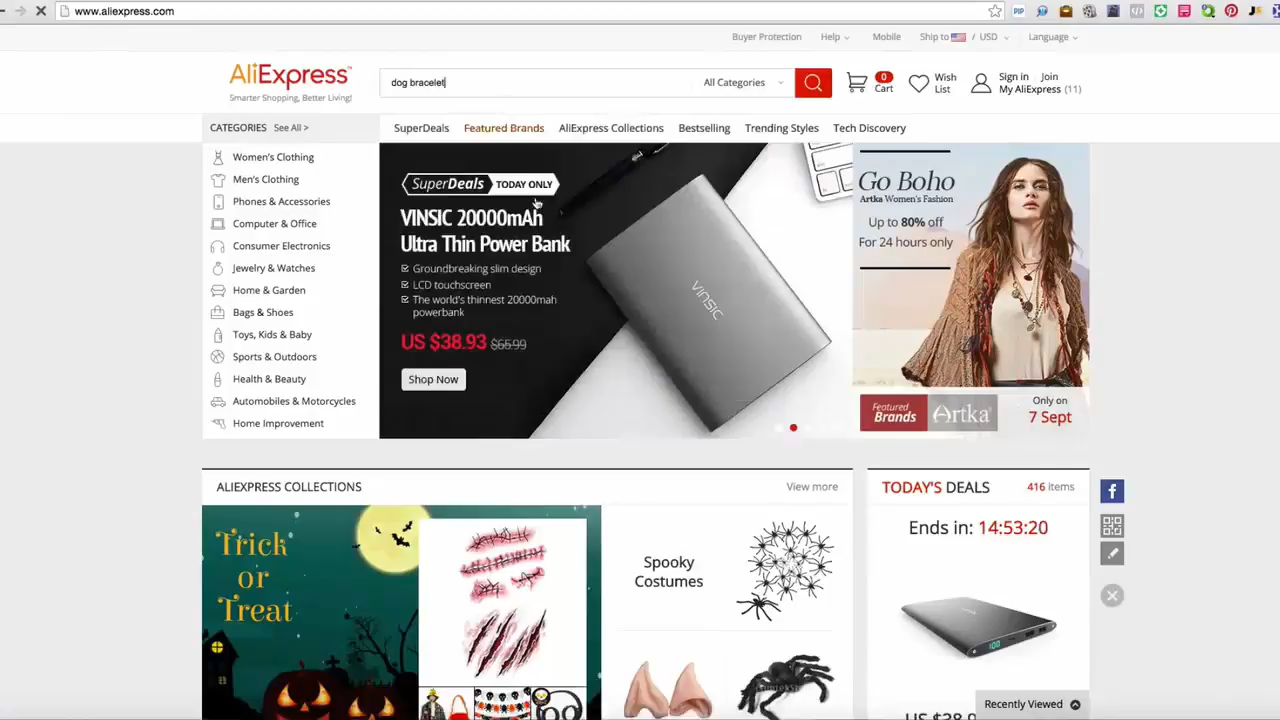 www.aliexpress.com
PIP
Buyer Protection Help Mobile Ship to / USD Language
AliExpress™
Smarter Shopping, Better Living!
dog bracelet
All Categories
0
Cart
Wish
List
Sign in Join
My AliExpress (11)
CATEGORIES See All >
SuperDeals Featured Brands AliExpress Collections Bestselling Trending Styles Tech Discovery
Women's Clothing
Men's Clothing
Phones & Accessories
Computer & Office
Consumer Electronics
Jewelry & Watches
Home & Garden
Bags & Shoes
Toys, Kids & Baby
Sports & Outdoors
Health & Beauty
Automobiles & Motorcycles
Home Improvement
SuperDeals TODAY ONLY
VINSIC 20000mAh
Ultra Thin Power Bank
Groundbreaking slim design
LCD touchscreen
The world's thinnest 20000mah
powerbank
US $38.93 $65.99
Shop Now
VINSIC
Go Boho
Artka Women's Fashion
Up to 80% off
For 24 hours only
Featured
Brands
Artka
Only on
7 Sept
ALIEXPRESS COLLECTIONS
View more
Trick
or
Treat
Spooky
Costumes
TODAY'S DEALS
416 items
Ends in: 14:53:20
Recently Viewed